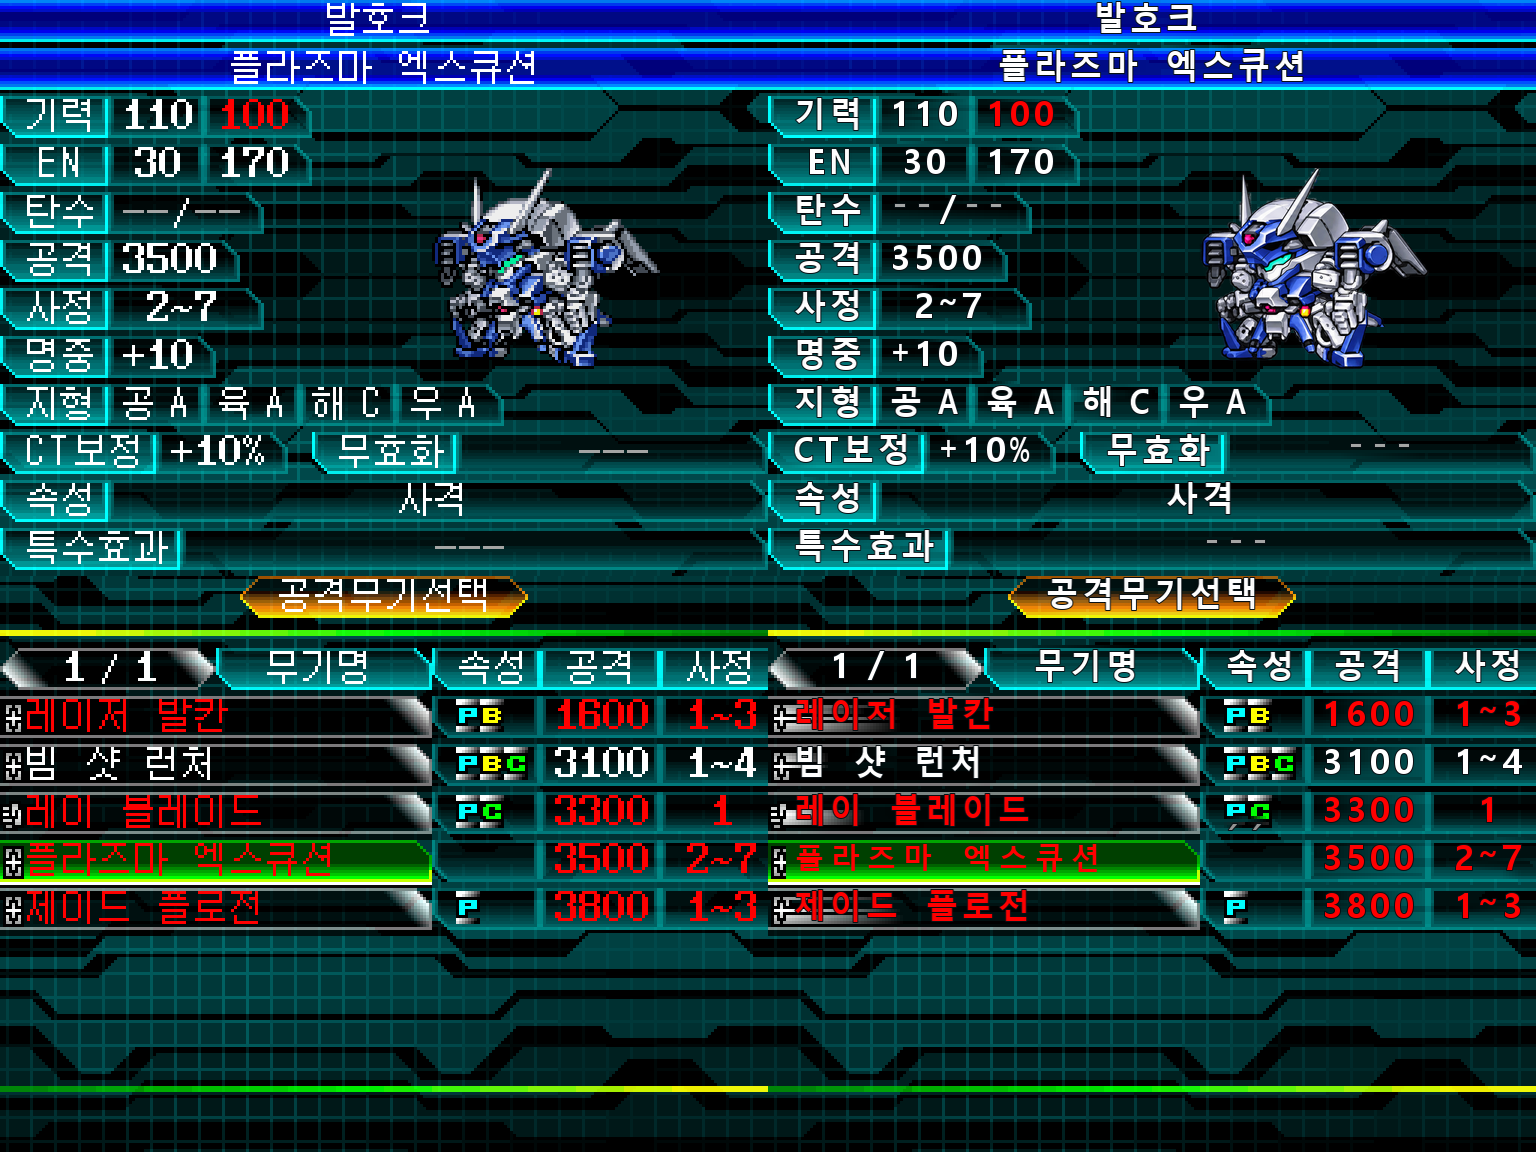 발호크
플라즈마 엑스큐션
기력 110 100
EN 30 170
탄수 --/--
공격 3500
사정 2~7
명중 +10
지형 공 A 육 A 해 C 우 A
CT보정 +10% 무효화 ---
속성 사격
특수효과 ---
공격무기선택
1 / 1 무기명 속성 공격 사정
레이저 발칸 PB 1600 1~3
빔 샷 런처 PBC 3100 1~4
레이 블레이드 PG 3300 1
플라즈마 엑스큐션 3500 2~7
제이드 플로전 P 3800 1~3
발호크
플라즈마 엑스큐션
기력 110 100
EN 30 170
탄수 --/--
공격 3500
사정 2~7
명중 +10
지형 공 A 육 A 해 C 우 A
CT보정 +10% 무효화 ---
속성 사격
특수효과 ---
공격무기선택
1 / 1 무기명 속성 공격 사정
레이저 발칸 PB 1600 1~3
빔 샷 런처 PBC 3100 1~4
레이 블레이드 PG 3300 1
플라즈마 엑스큐션 3500 2~7
제이드 플로전 P 3800 1~3